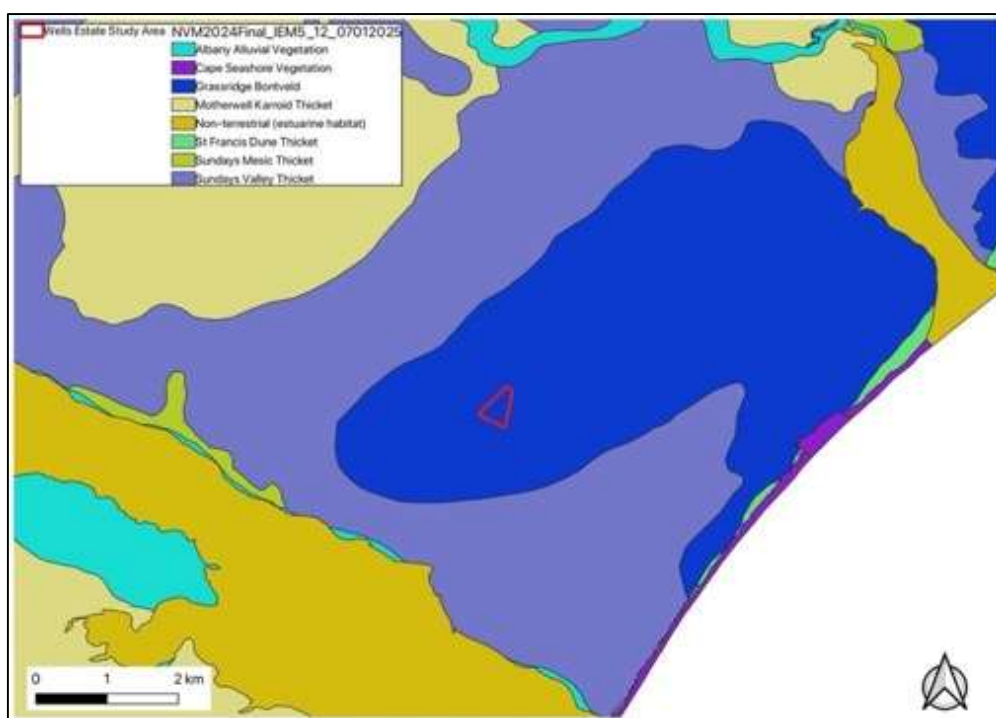 Wells Estate Study Area NVM2024Final_IEM5_12_07012025
Albany Alluvial Vegetation
Cape Seashore Vegetation
Grassridge Bontveld
Motherwell Karroid Thicket
Non-terrestrial (estuarine habitat)
St Francis Dune Thicket
Sundays Mesic Thicket
Sundays Valley Thicket
0 1 2 km